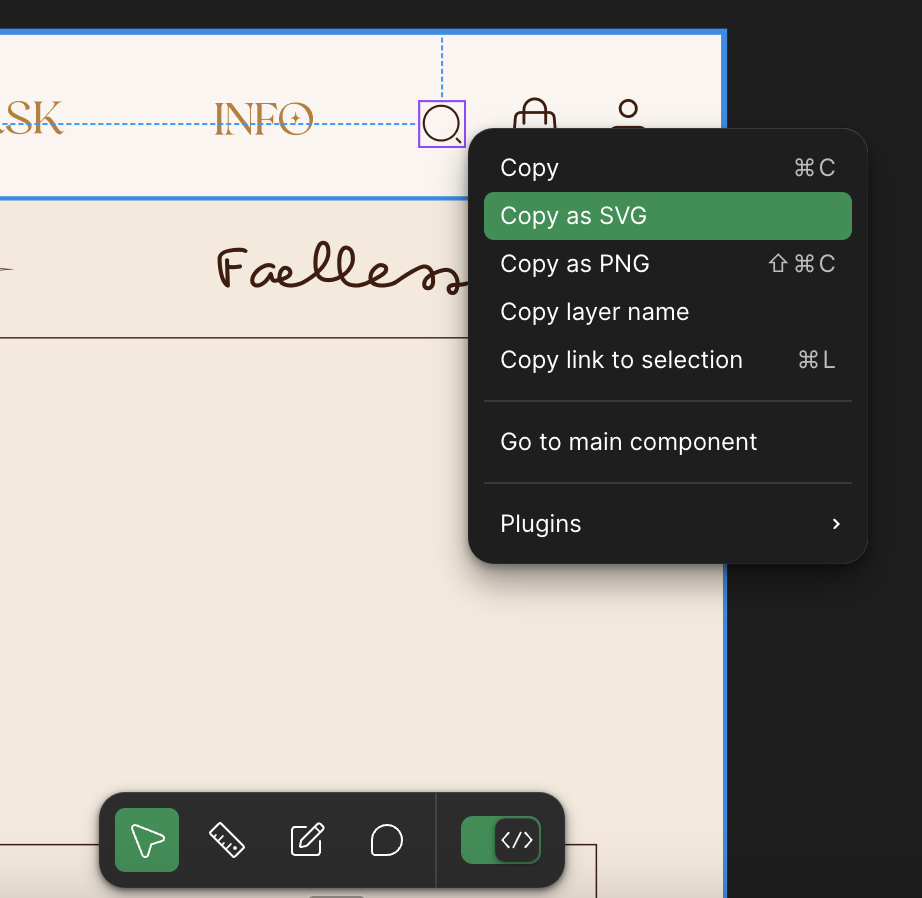 SK
INFO
Faelless
Copy ⌘C
Copy as SVG
Copy as PNG ⇧⌘C
Copy layer name
Copy link to selection ⌘L
Go to main component
Plugins ›